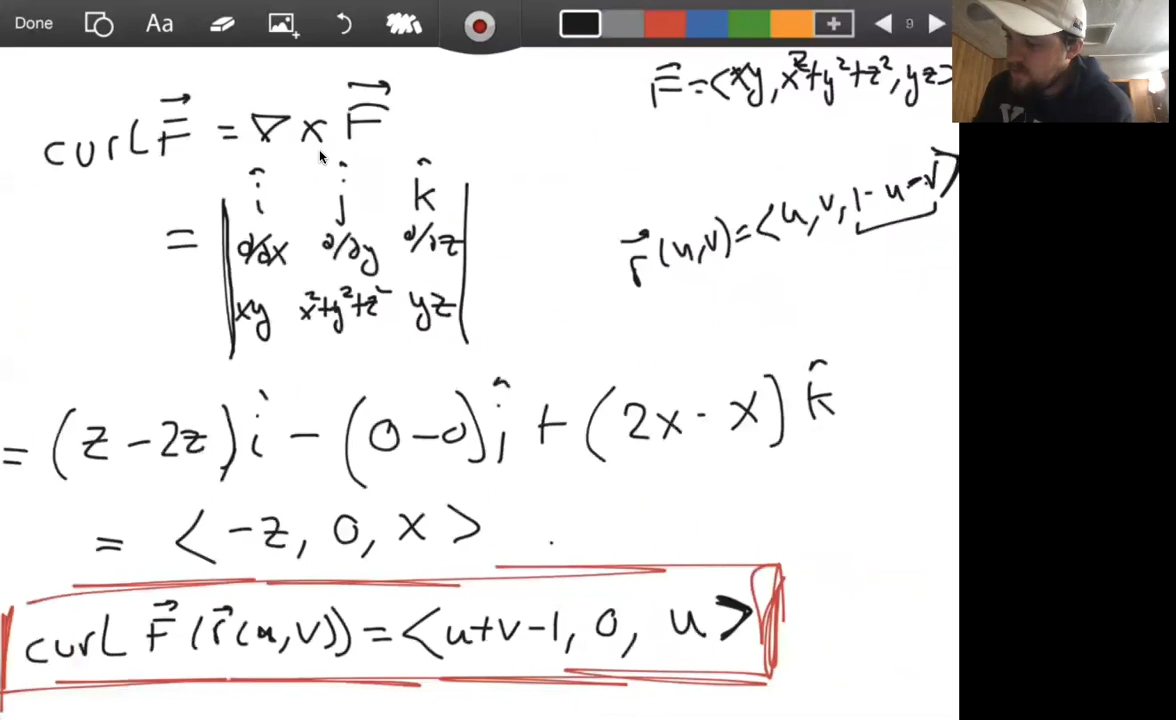 Done Aa 9
F⃗ = <xy, x²+y²+z², yz>
curL F⃗ = ∇ x F⃗
r⃗(u,v) = <u, v, 1-u-v>
= | î ĵ k̂ |
| ∂/∂x ∂/∂y ∂/∂z |
| xy x²+y²+z² yz |
= (z - 2z) î - (0 - 0) ĵ + (2x - x) k̂
= < -z, 0, x >
curL F⃗ (r⃗(u,v)) = <u+v-1, 0, u>